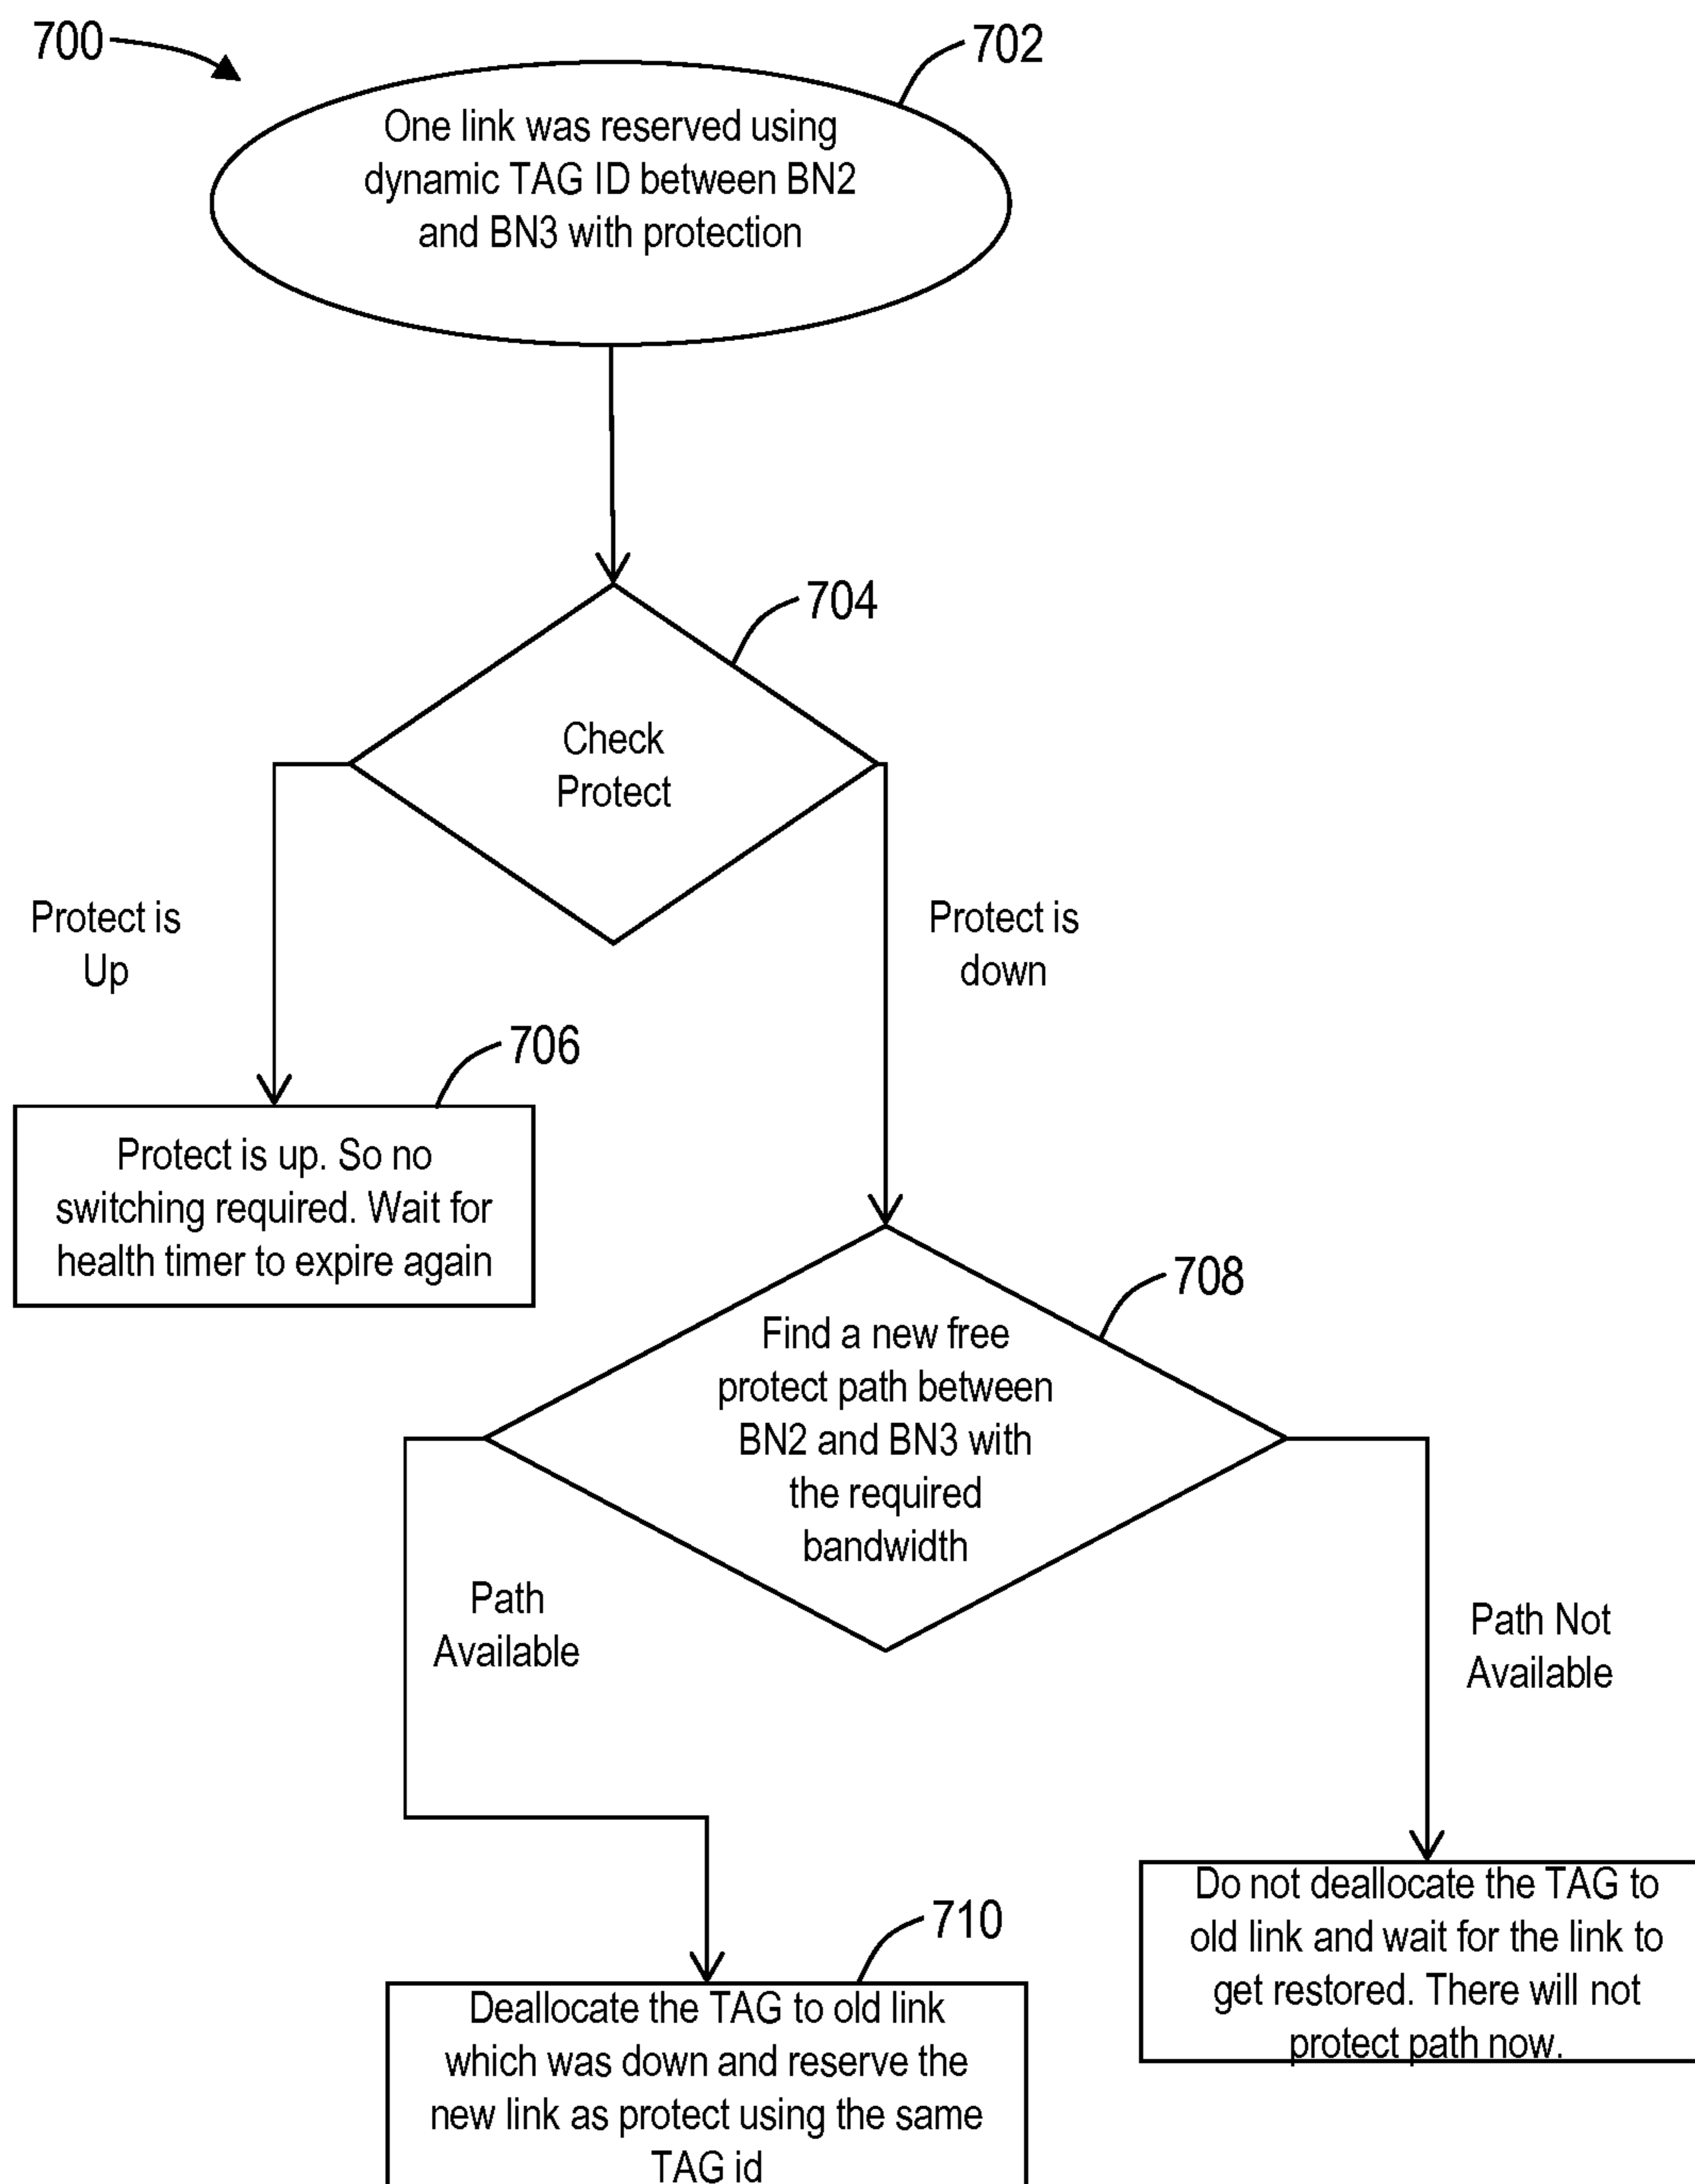 700
702
One link was reserved using
dynamic TAG ID between BN2
and BN3 with protection
704
Check
Protect
Protect is
Up
Protect is
down
706
Protect is up. So no
switching required. Wait for
health timer to expire again
708
Find a new free
protect path between
BN2 and BN3 with
the required
bandwidth
Path
Available
Path Not
Available
Do not deallocate the TAG to
old link and wait for the link to
get restored. There will not
protect path now.
710
Deallocate the TAG to old link
which was down and reserve the
new link as protect using the same
TAG id